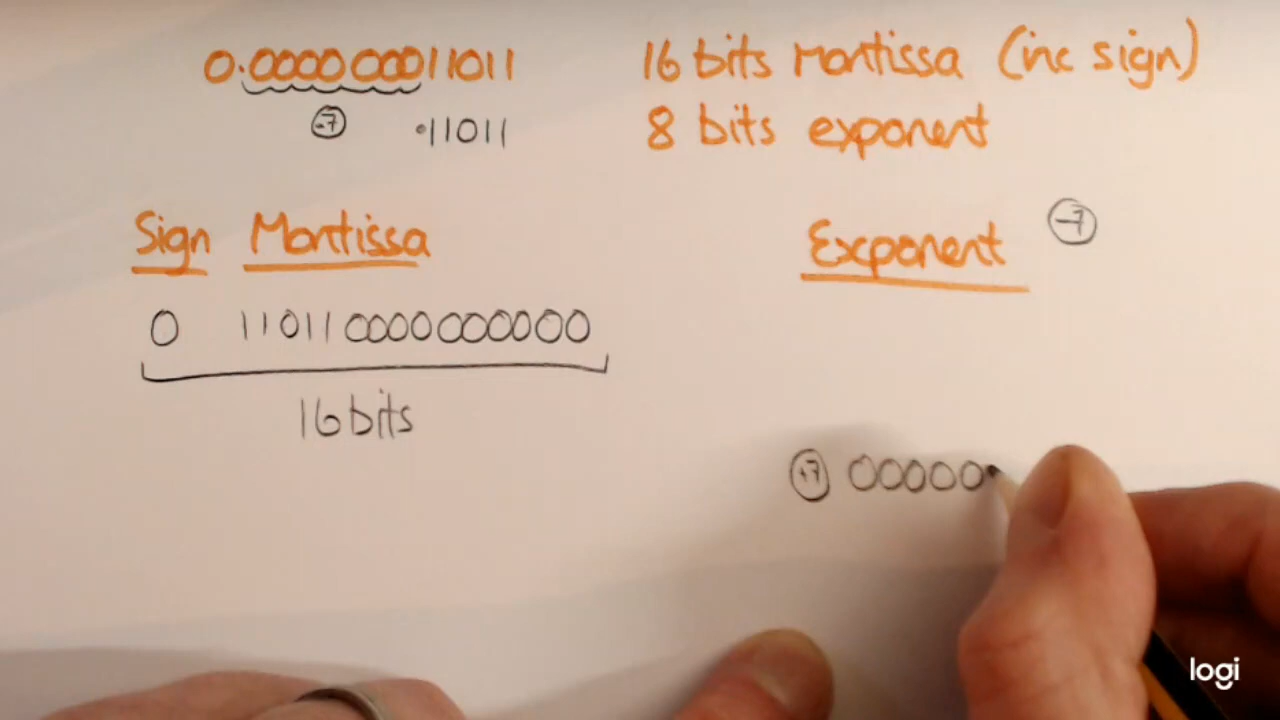 0.000000011011 16 bits Mantissa (inc sign)
-7 .11011 8 bits exponent
Sign Mantissa Exponent -7
0 110110000000000
16 bits
+7 00000
logi